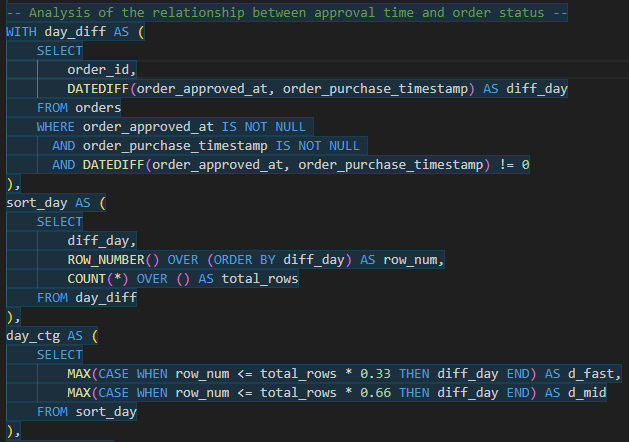 -- Analysis of the relationship between approval time and order status --
WITH day_diff AS (
    SELECT
        order_id,
        DATEDIFF(order_approved_at, order_purchase_timestamp) AS diff_day
    FROM orders
    WHERE order_approved_at IS NOT NULL
      AND order_purchase_timestamp IS NOT NULL
      AND DATEDIFF(order_approved_at, order_purchase_timestamp) != 0
),
sort_day AS (
    SELECT
        diff_day,
        ROW_NUMBER() OVER (ORDER BY diff_day) AS row_num,
        COUNT(*) OVER () AS total_rows
    FROM day_diff
),
day_ctg AS (
    SELECT
        MAX(CASE WHEN row_num <= total_rows * 0.33 THEN diff_day END) AS d_fast,
        MAX(CASE WHEN row_num <= total_rows * 0.66 THEN diff_day END) AS d_mid
    FROM sort_day
),